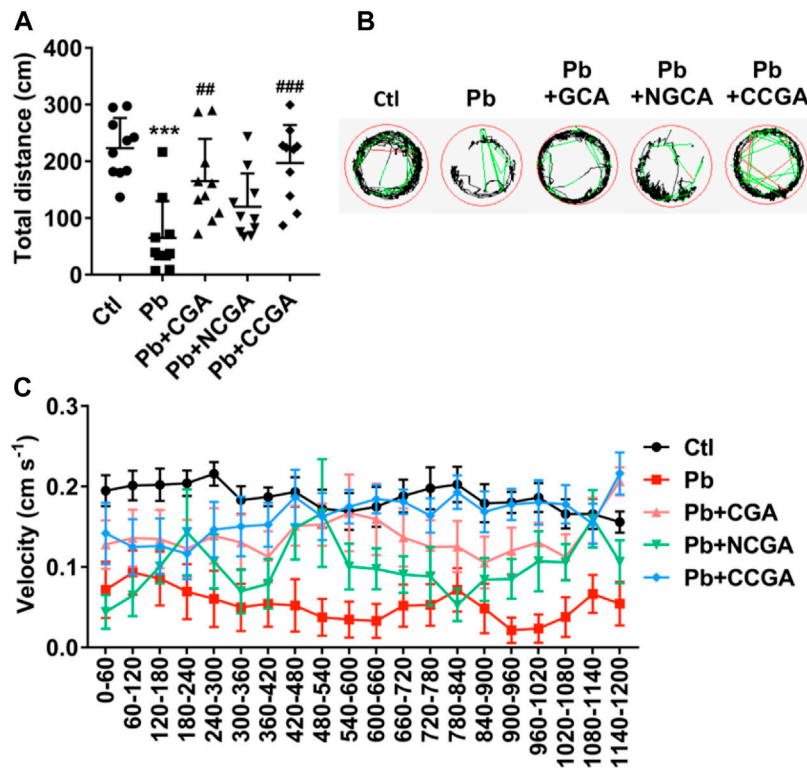 A
Total distance (cm)
400
300
200
100
0
***
##
###
Ctl
Pb
Pb+CGA
Pb+NCGA
Pb+CCGA
B
Ctl
Pb
Pb
+GCA
Pb
+NGCA
Pb
+CCGA
C
Velocity (cm s⁻¹)
0.3
0.2
0.1
0.0
0-60
60-120
120-180
180-240
240-300
300-360
360-420
420-480
480-540
540-600
600-660
660-720
720-780
780-840
840-900
900-960
960-1020
1020-1080
1080-1140
1140-1200
Ctl
Pb
Pb+CGA
Pb+NCGA
Pb+CCGA